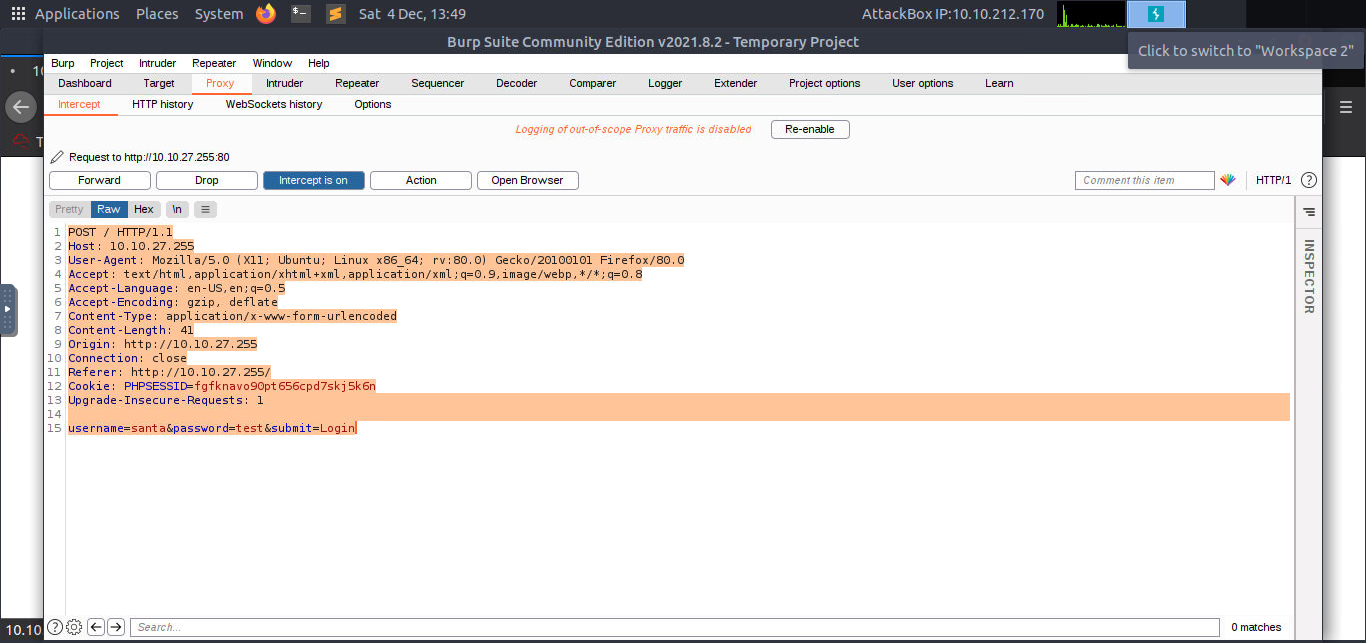 Applications Places System Sat 4 Dec, 13:49 AttackBox IP:10.10.212.170
Burp Suite Community Edition v2021.8.2 - Temporary Project
Click to switch to "Workspace 2"
Burp Project Intruder Repeater Window Help
Dashboard Target Proxy Intruder Repeater Sequencer Decoder Comparer Logger Extender Project options User options Learn
Intercept HTTP history WebSockets history Options
Logging of out-of-scope Proxy traffic is disabled Re-enable
Request to http://10.10.27.255:80
Forward Drop Intercept is on Action Open Browser Comment this item HTTP/1 ?
Pretty Raw Hex \n
1 POST / HTTP/1.1
2 Host: 10.10.27.255
3 User-Agent: Mozilla/5.0 (X11; Ubuntu; Linux x86_64; rv:80.0) Gecko/20100101 Firefox/80.0
4 Accept: text/html,application/xhtml+xml,application/xml;q=0.9,image/webp,*/*;q=0.8
5 Accept-Language: en-US,en;q=0.5
6 Accept-Encoding: gzip, deflate
7 Content-Type: application/x-www-form-urlencoded
8 Content-Length: 41
9 Origin: http://10.10.27.255
10 Connection: close
11 Referer: http://10.10.27.255/
12 Cookie: PHPSESSID=fgfknavo90pt656cpd7skj5k6n
13 Upgrade-Insecure-Requests: 1
14
15 username=santa&password=test&submit=Login
INSPECTOR
10.10
? Search... 0 matches